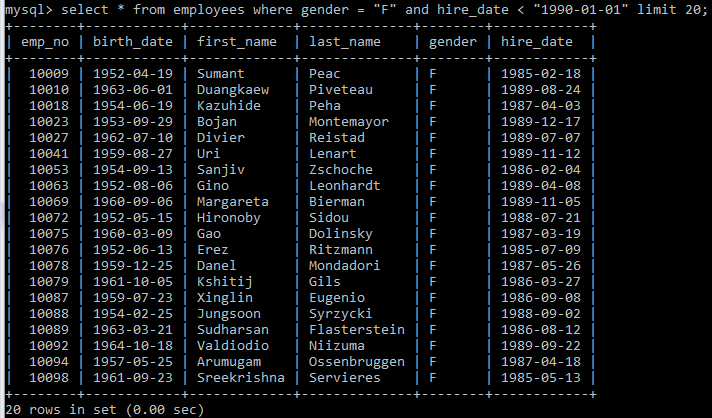 mysql> select * from employees where gender = "F" and hire_date < "1990-01-01" limit 20;
+--------+------------+-------------+--------------+--------+------------+
| emp_no | birth_date | first_name  | last_name    | gender | hire_date  |
+--------+------------+-------------+--------------+--------+------------+
|  10009 | 1952-04-19 | Sumant      | Peac         | F      | 1985-02-18 |
|  10010 | 1963-06-01 | Duangkaew   | Piveteau     | F      | 1989-08-24 |
|  10018 | 1954-06-19 | Kazuhide    | Peha         | F      | 1987-04-03 |
|  10023 | 1953-09-29 | Bojan       | Montemayor   | F      | 1989-12-17 |
|  10027 | 1962-07-10 | Divier      | Reistad      | F      | 1989-07-07 |
|  10041 | 1959-08-27 | Uri         | Lenart       | F      | 1989-11-12 |
|  10053 | 1954-09-13 | Sanjiv      | Zschoche     | F      | 1986-02-04 |
|  10063 | 1952-08-06 | Gino        | Leonhardt    | F      | 1989-04-08 |
|  10069 | 1960-09-06 | Margareta   | Bierman      | F      | 1989-11-05 |
|  10072 | 1952-05-15 | Hironoby    | Sidou        | F      | 1988-07-21 |
|  10075 | 1960-03-09 | Gao         | Dolinsky     | F      | 1987-03-19 |
|  10076 | 1952-06-13 | Erez        | Ritzmann     | F      | 1985-07-09 |
|  10078 | 1959-12-25 | Danel       | Mondadori    | F      | 1987-05-26 |
|  10079 | 1961-10-05 | Kshitij     | Gils         | F      | 1986-03-27 |
|  10087 | 1959-07-23 | Xinglin     | Eugenio      | F      | 1986-09-08 |
|  10088 | 1954-02-25 | Jungsoon    | Syrzycki     | F      | 1988-09-02 |
|  10089 | 1963-03-21 | Sudharsan   | Flasterstein | F      | 1986-08-12 |
|  10092 | 1964-10-18 | Valdiodio   | Niizuma      | F      | 1989-09-22 |
|  10094 | 1957-05-25 | Arumugam    | Ossenbruggen | F      | 1987-04-18 |
|  10098 | 1961-09-23 | Sreekrishna | Servieres    | F      | 1985-05-13 |
+--------+------------+-------------+--------------+--------+------------+
20 rows in set (0.00 sec)